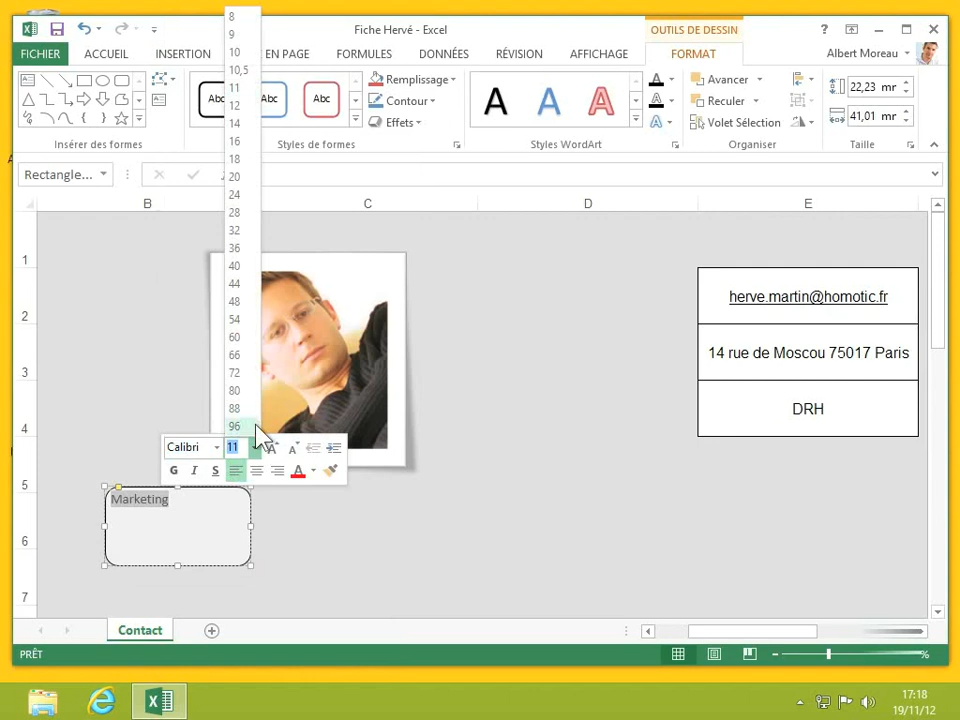 Fiche Hervé - Excel
OUTILS DE DESSIN
FICHIER
ACCUEIL
INSERTION
EN PAGE
FORMULES
DONNÉES
RÉVISION
AFFICHAGE
FORMAT
Albert Moreau
Abc
Abc
Abc
Remplissage
Contour
Effets
A A A
Avancer
Reculer
Volet Sélection
22,23 mr
41,01 mr
Insérer des formes
Styles de formes
Styles WordArt
Organiser
Taille
Rectangle...
B
C
D
E
8
9
10
10,5
11
12
14
16
18
20
24
28
32
36
40
44
48
54
60
66
72
80
88
96
1
2
3
4
5
6
7
herve.martin@homotic.fr
14 rue de Moscou 75017 Paris
DRH
Calibri
11
G I S
Marketing
Contact
PRÊT
%
17:18
19/11/12